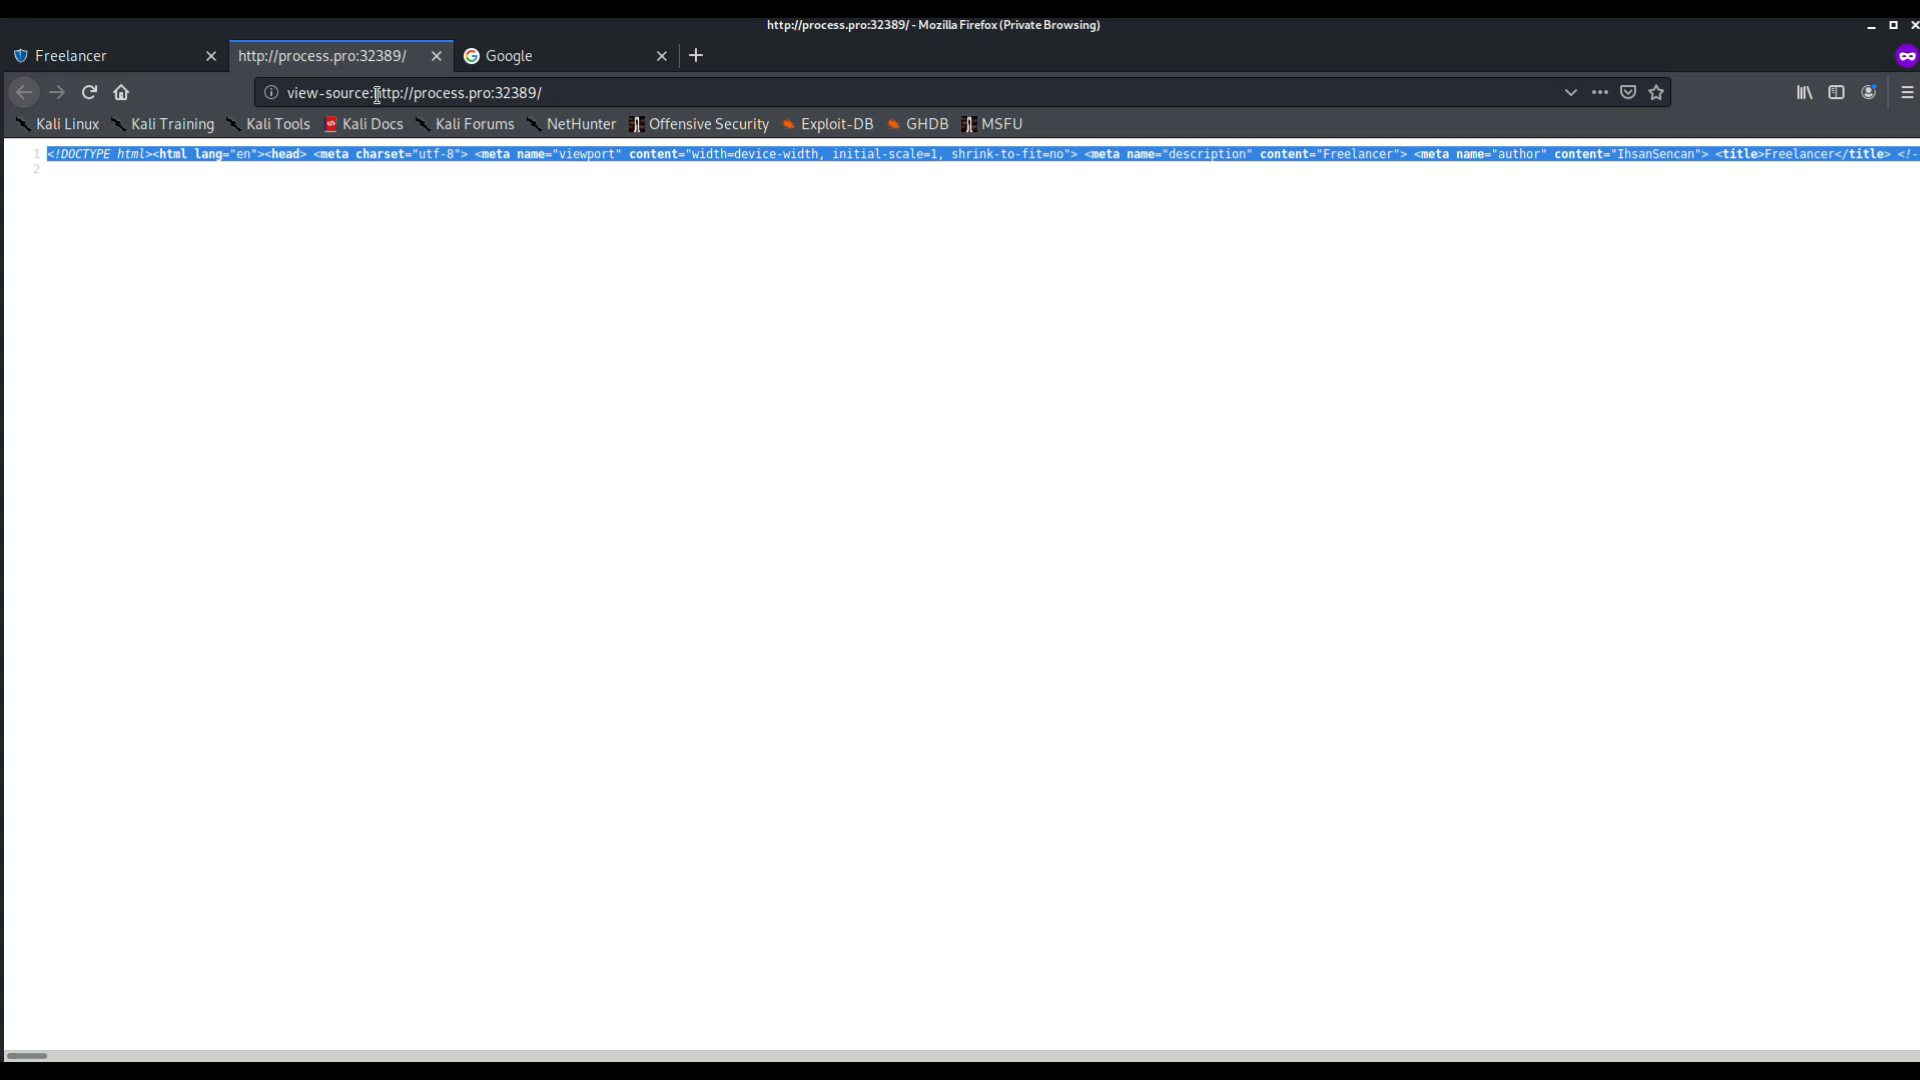 http://process.pro:32389/ - Mozilla Firefox (Private Browsing)
Freelancer http://process.pro:32389/ Google
view-source:http://process.pro:32389/
Kali Linux Kali Training Kali Tools Kali Docs Kali Forums NetHunter Offensive Security Exploit-DB GHDB MSFU
1 <!DOCTYPE html><html lang="en"><head> <meta charset="utf-8"> <meta name="viewport" content="width=device-width, initial-scale=1, shrink-to-fit=no"> <meta name="description" content="Freelancer"> <meta name="author" content="IhsanSencan"> <title>Freelancer</title> <!-
2